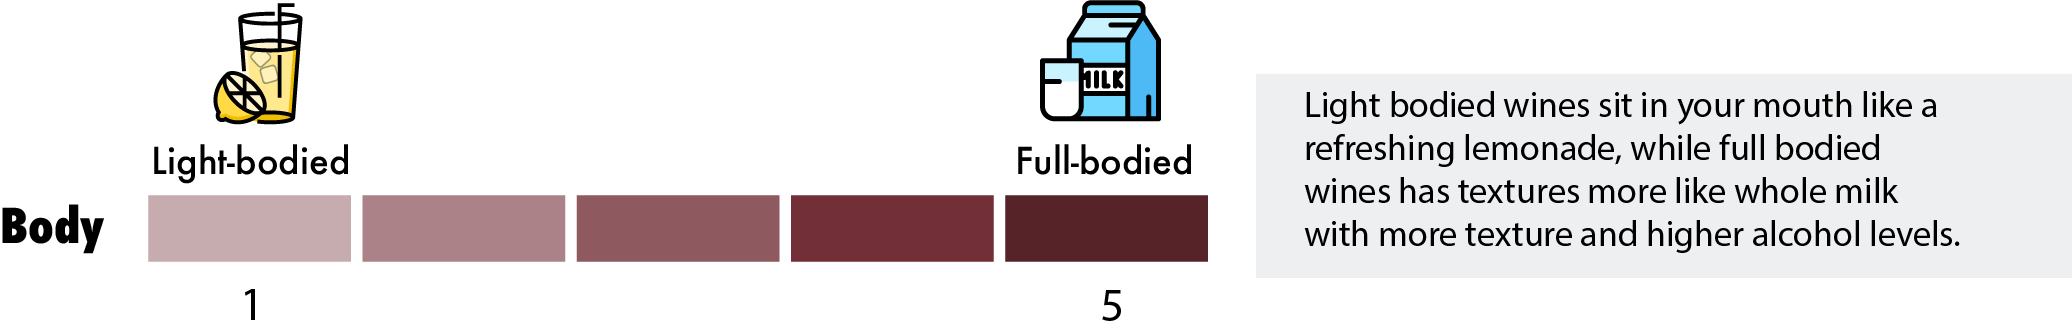 MILK
Light-bodied
Full-bodied
Body
1
5
Light bodied wines sit in your mouth like a
refreshing lemonade, while full bodied
wines has textures more like whole milk
with more texture and higher alcohol levels.